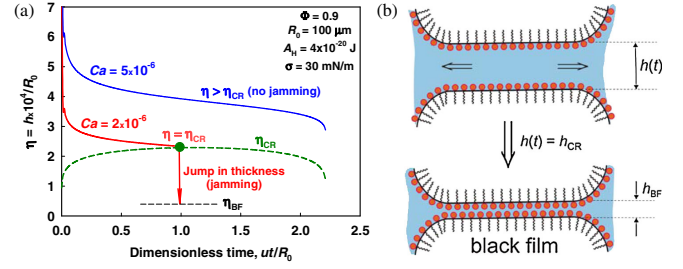 (a)
η = h×10⁴/R₀
7
6
5
4
3
2
1
0
Φ = 0.9
R₀ = 100 μm
A_H = 4x10⁻²⁰ J
σ = 30 mN/m
Ca = 5x10⁻⁶
η > η_CR (no jamming)
Ca = 2x10⁻⁶
η = η_CR
η_CR
Jump in thickness
(jamming)
η_BF
0.0 0.5 1.0 1.5 2.0 2.5
Dimensionless time, ut/R₀
(b)
h(t)
h(t) = h_CR
h_BF
black film